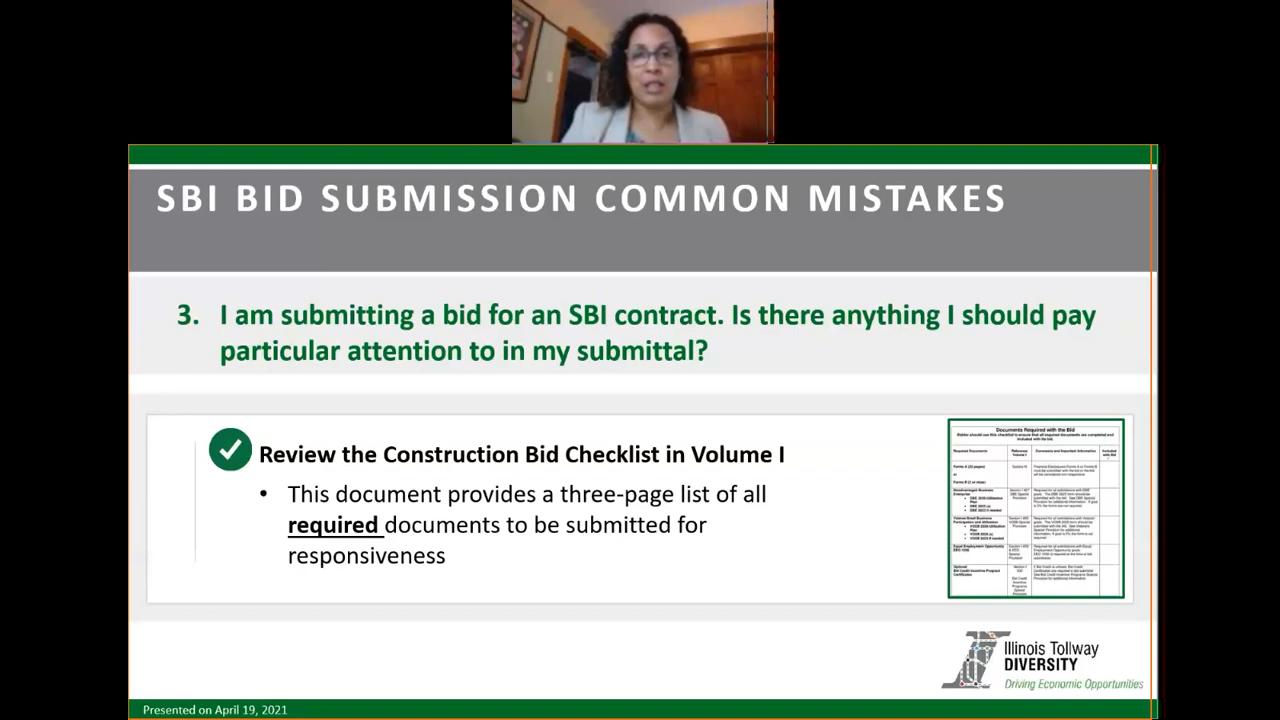 SBI BID SUBMISSION COMMON MISTAKES
3. I am submitting a bid for an SBI contract. Is there anything I should pay
particular attention to in my submittal?
Review the Construction Bid Checklist in Volume I
• This document provides a three-page list of all
required documents to be submitted for
responsiveness
Documents Required with the Bid
Illinois Tollway
DIVERSITY
Driving Economic Opportunities
Presented on April 19, 2021